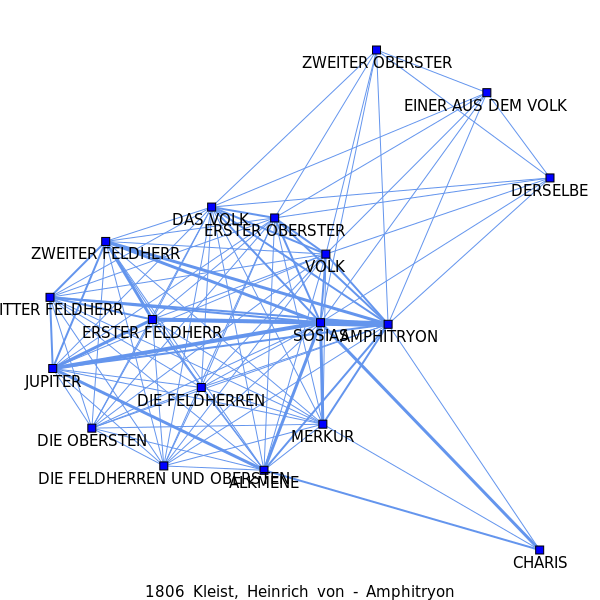 ZWEITER OBERSTER
EINER AUS DEM VOLK
DERSELBE
DAS VOLK
ERSTER OBERSTER
ZWEITER FELDHERR
VOLK
ITTER FELDHERR
ERSTER FELDHERR
SOSIAS
AMPHITRYON
JUPITER
DIE FELDHERREN
DIE OBERSTEN
MERKUR
DIE FELDHERREN UND OBERSTEN
ALKMENE
CHARIS
1806 Kleist, Heinrich von - Amphitryon